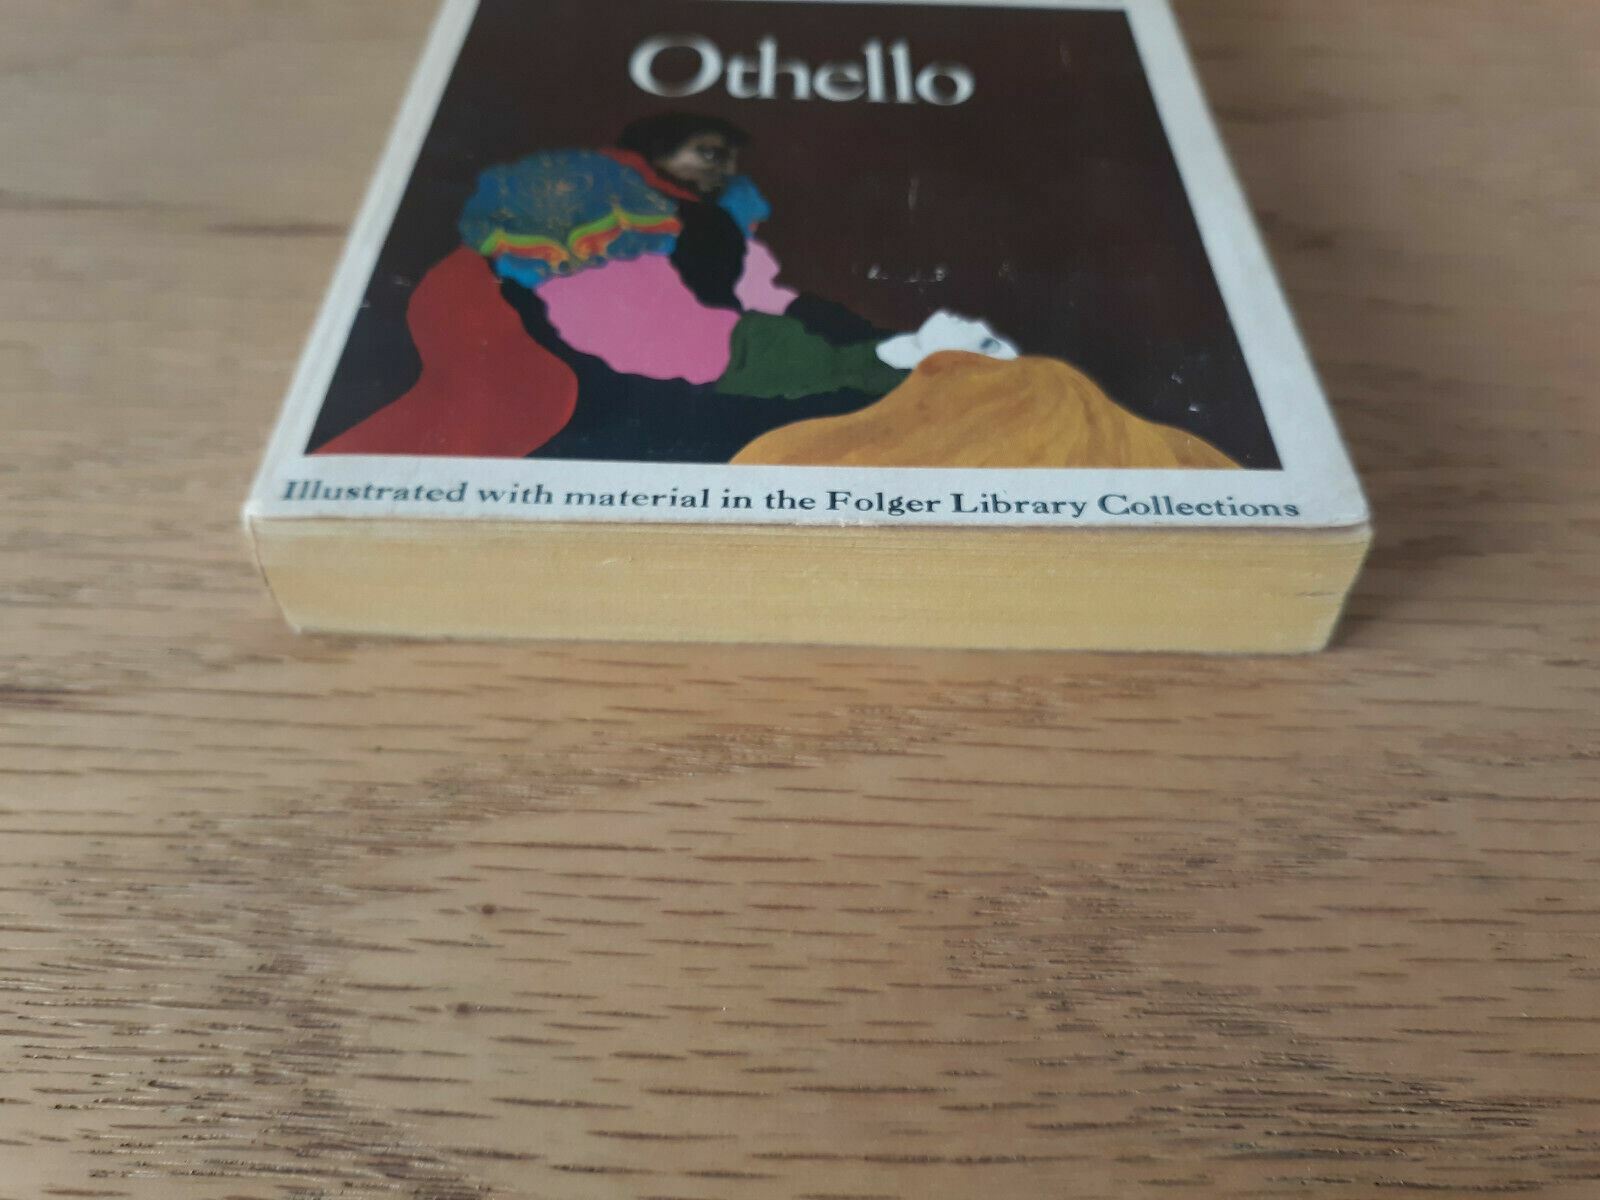 Othello
Illustrated with material in the Folger Library Collections